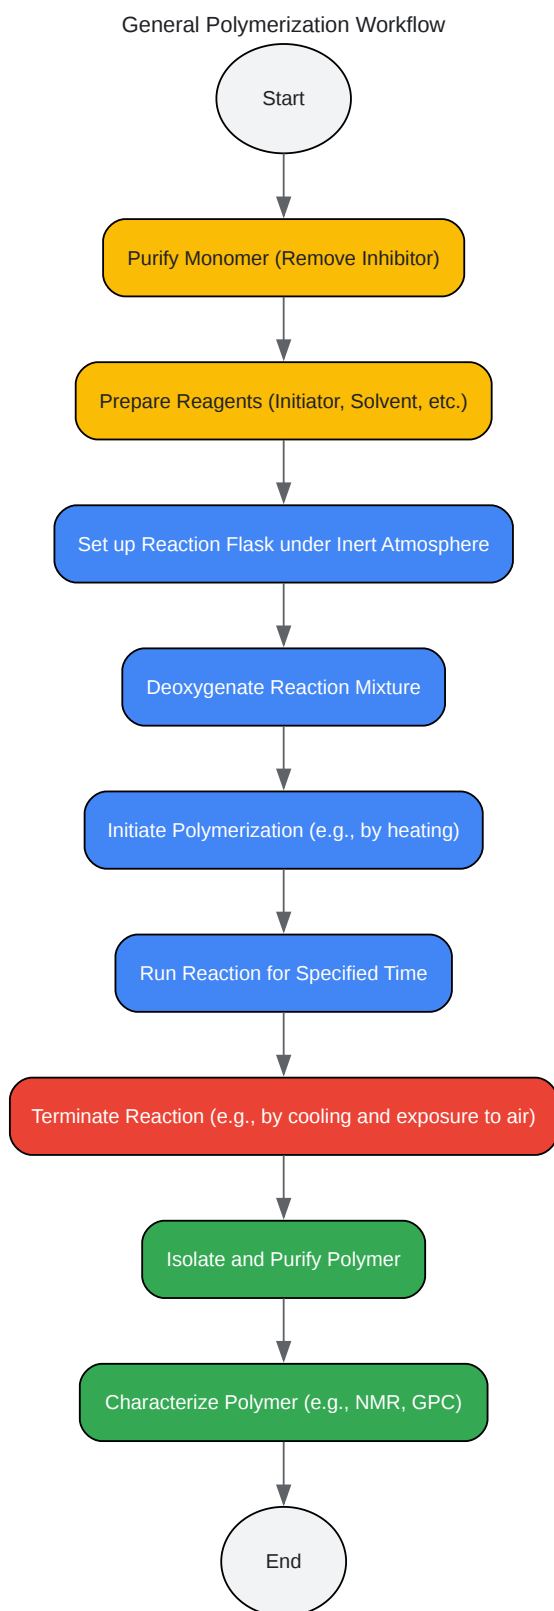 General Polymerization Workflow
Start
Purify Monomer (Remove Inhibitor)
Prepare Reagents (Initiator, Solvent, etc.)
Set up Reaction Flask under Inert Atmosphere
Deoxygenate Reaction Mixture
Initiate Polymerization (e.g., by heating)
Run Reaction for Specified Time
Terminate Reaction (e.g., by cooling and exposure to air)
Isolate and Purify Polymer
Characterize Polymer (e.g., NMR, GPC)
End